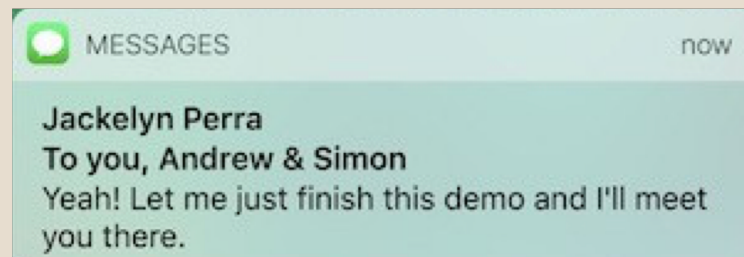 MESSAGES now
Jackelyn Perra
To you, Andrew & Simon
Yeah! Let me just finish this demo and I'll meet
you there.